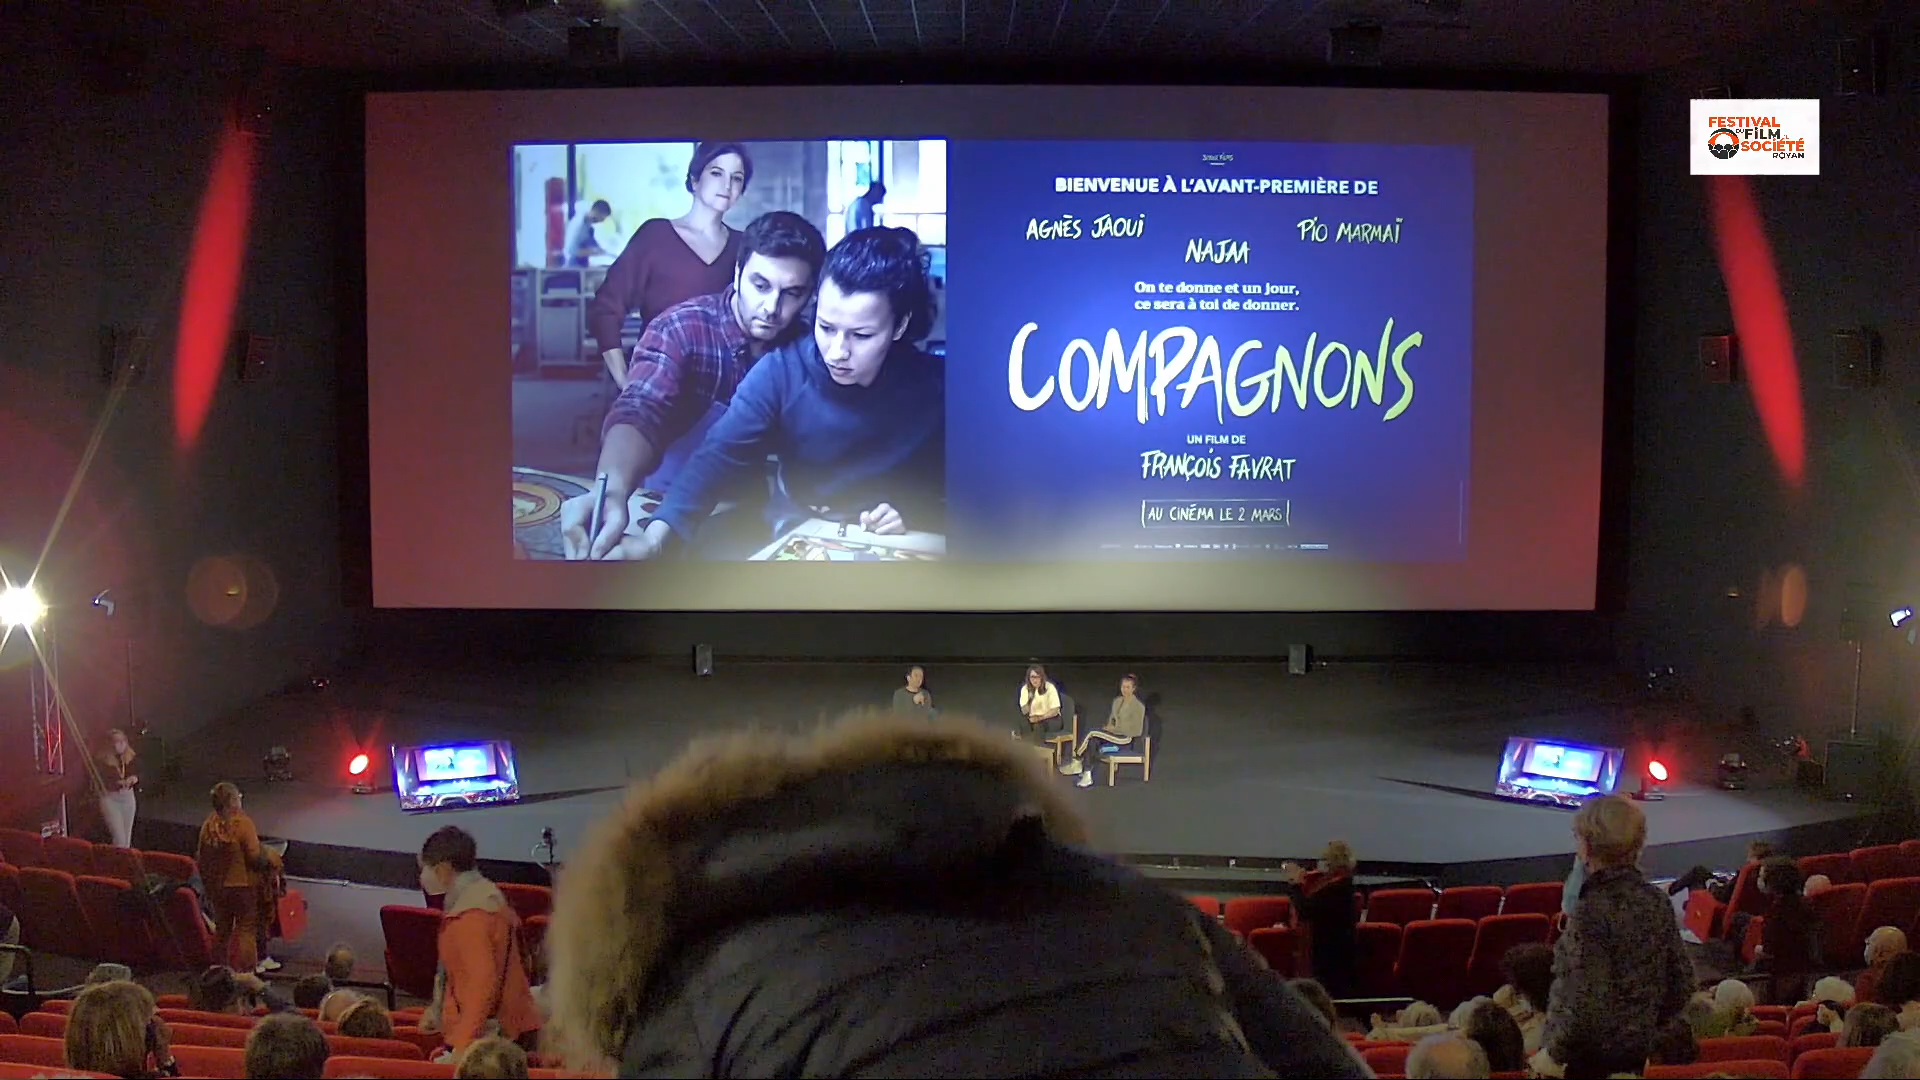 BIENVENUE À L'AVANT-PREMIÈRE DE
AGNÈS JAOUI
PIO MARMAÏ
NAJAA
On te donne et un jour,
ce sera à toi de donner.
COMPAGNONS
UN FILM DE
FRANÇOIS FAVRAT
AU CINÉMA LE 2 MARS
FESTIVAL
DU FILM
SOCIÉTÉ
ROYAN